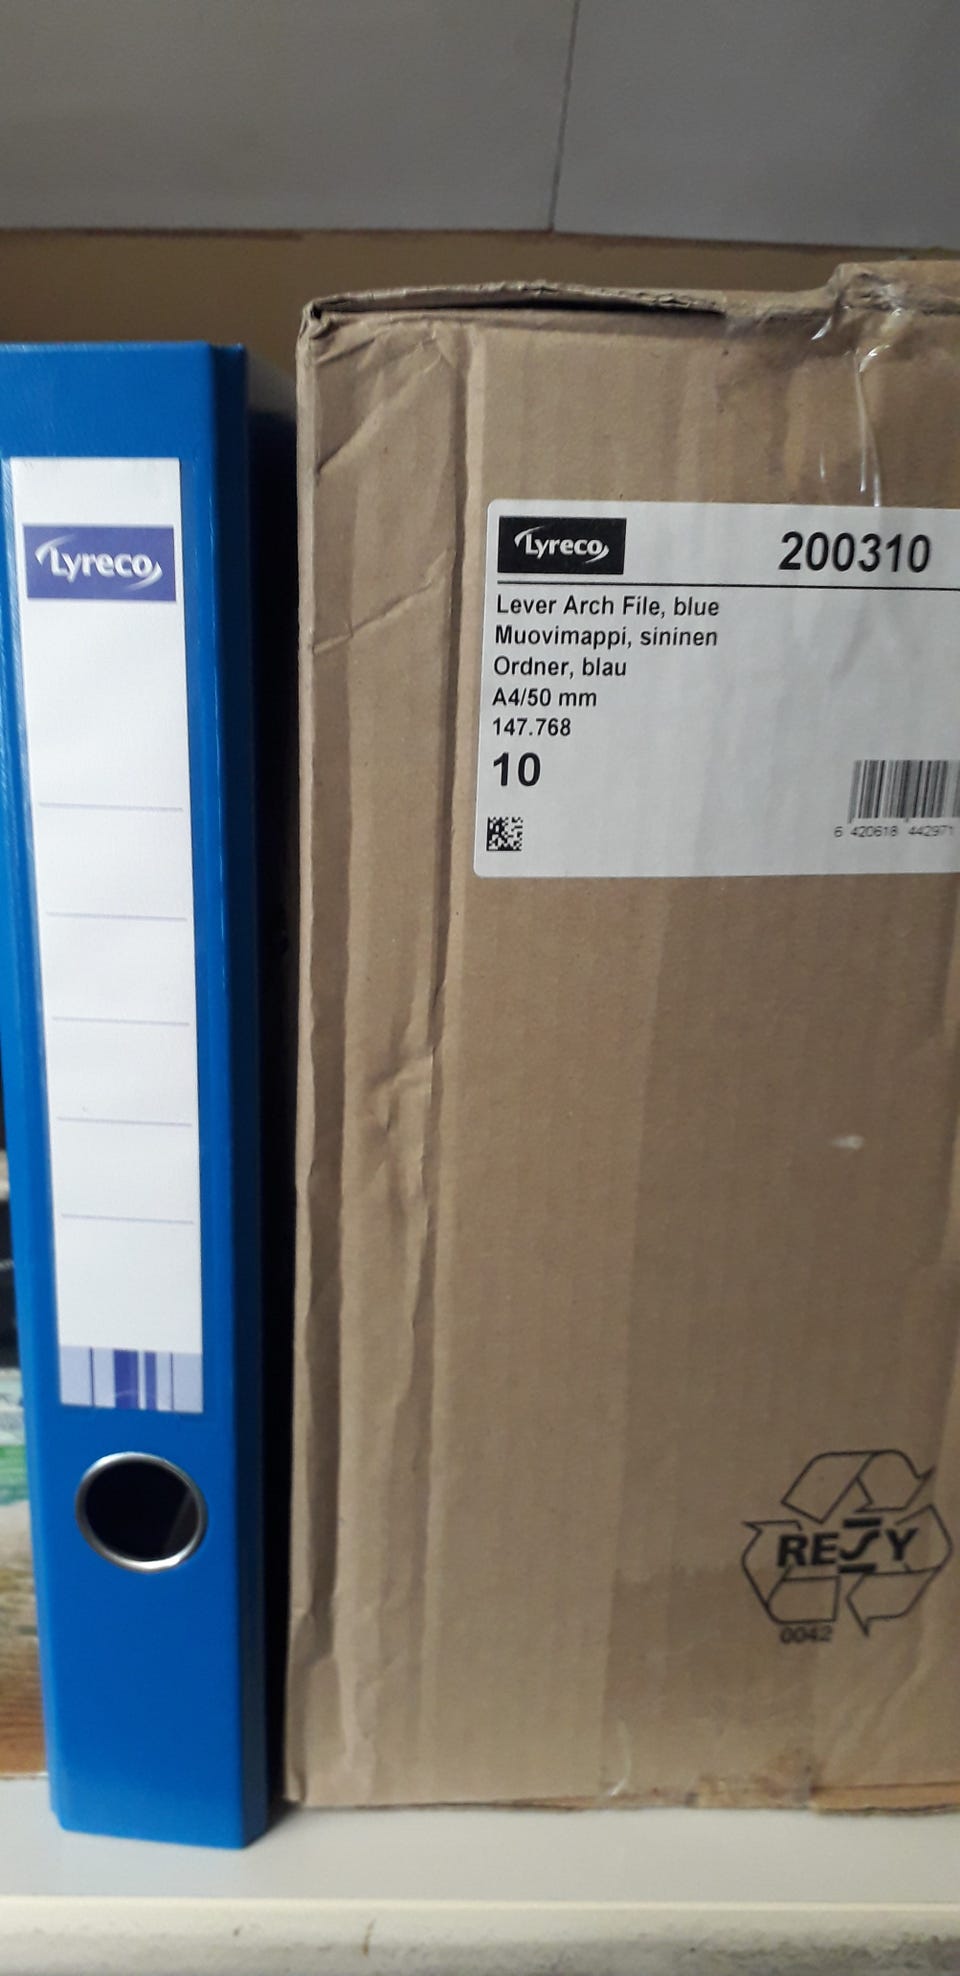 Lyreco
Lyreco
200310
Lever Arch File, blue
Muovimappi, sininen
Ordner, blau
A4/50 mm
147.768
10
6 420618 442971
RESY
0042